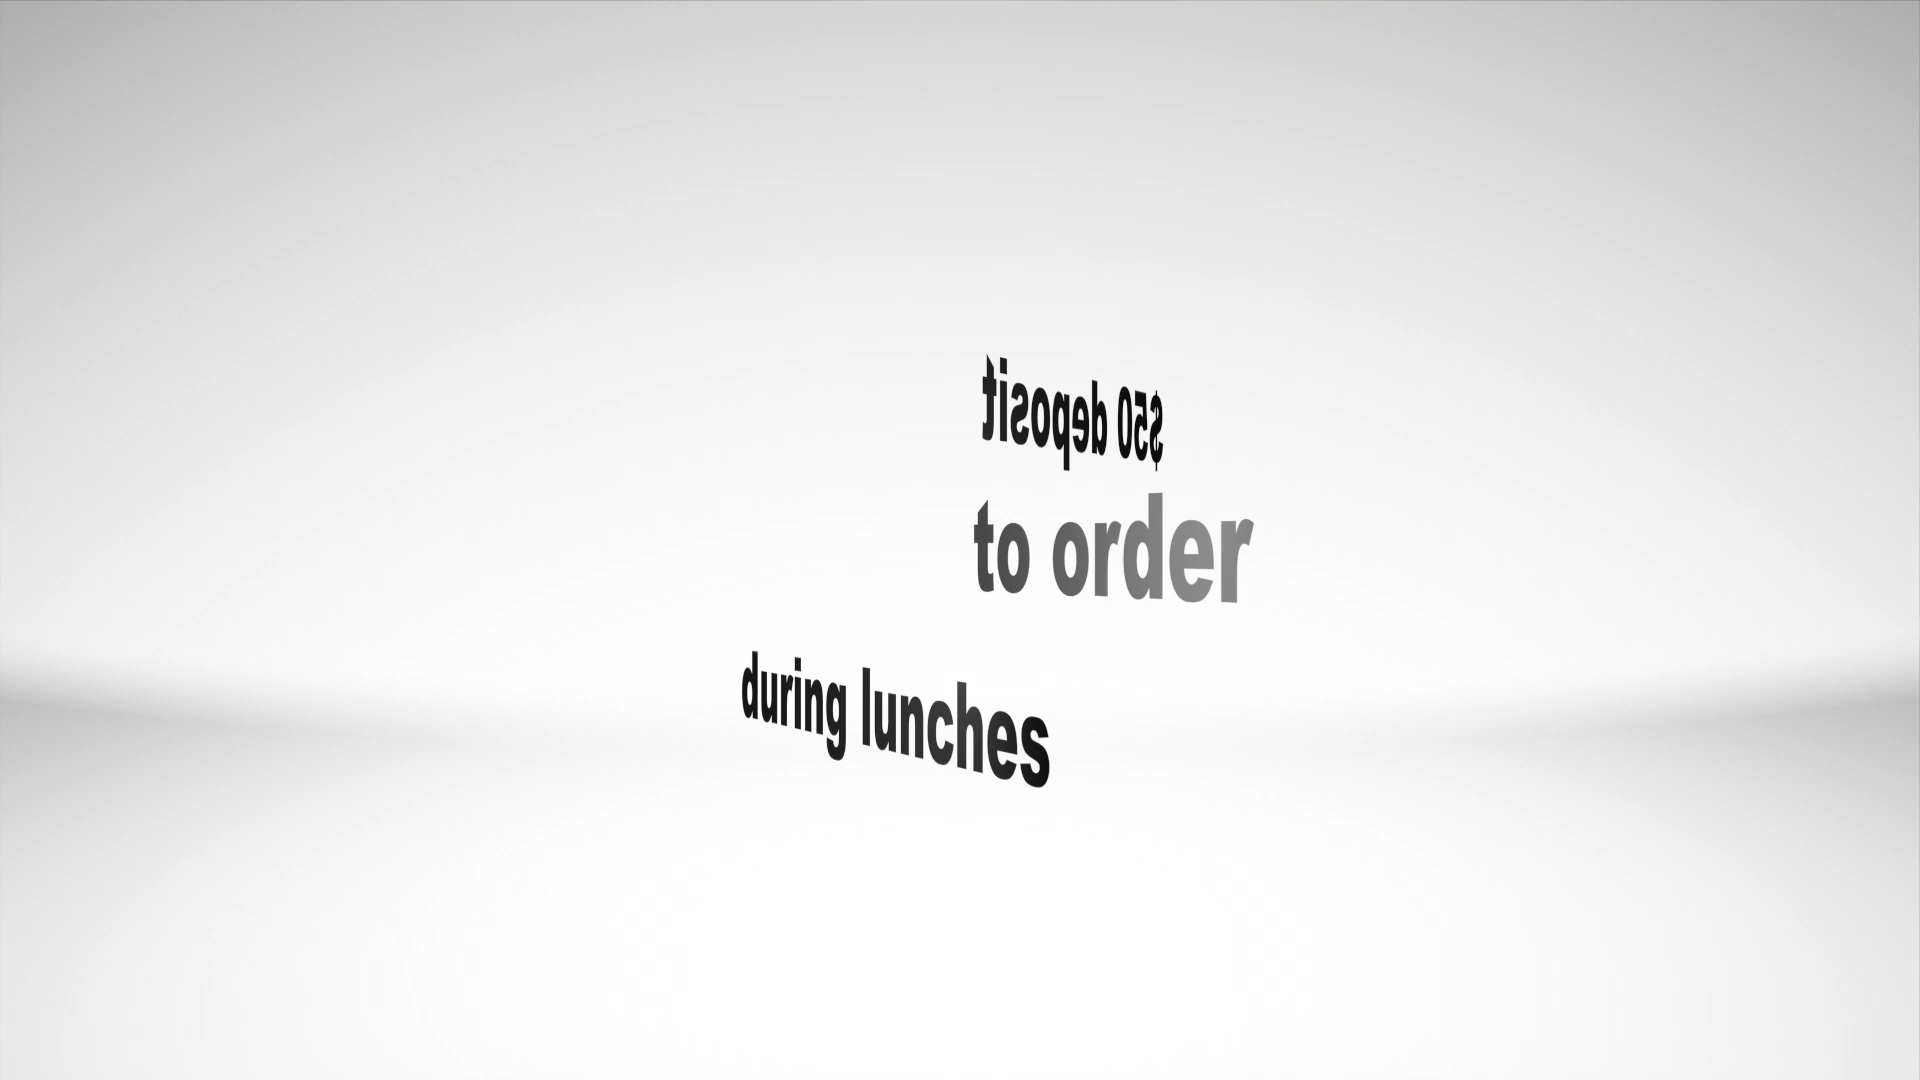 $50 deposit
to order
during lunches